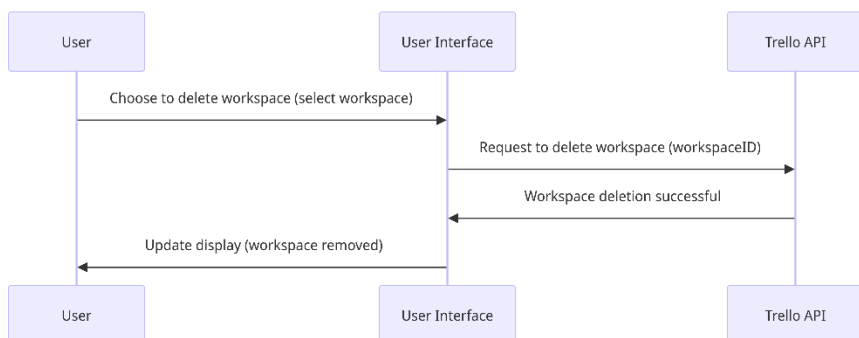 User
User Interface
Trello API
Choose to delete workspace (select workspace)
Request to delete workspace (workspaceID)
Workspace deletion successful
Update display (workspace removed)
User
User Interface
Trello API